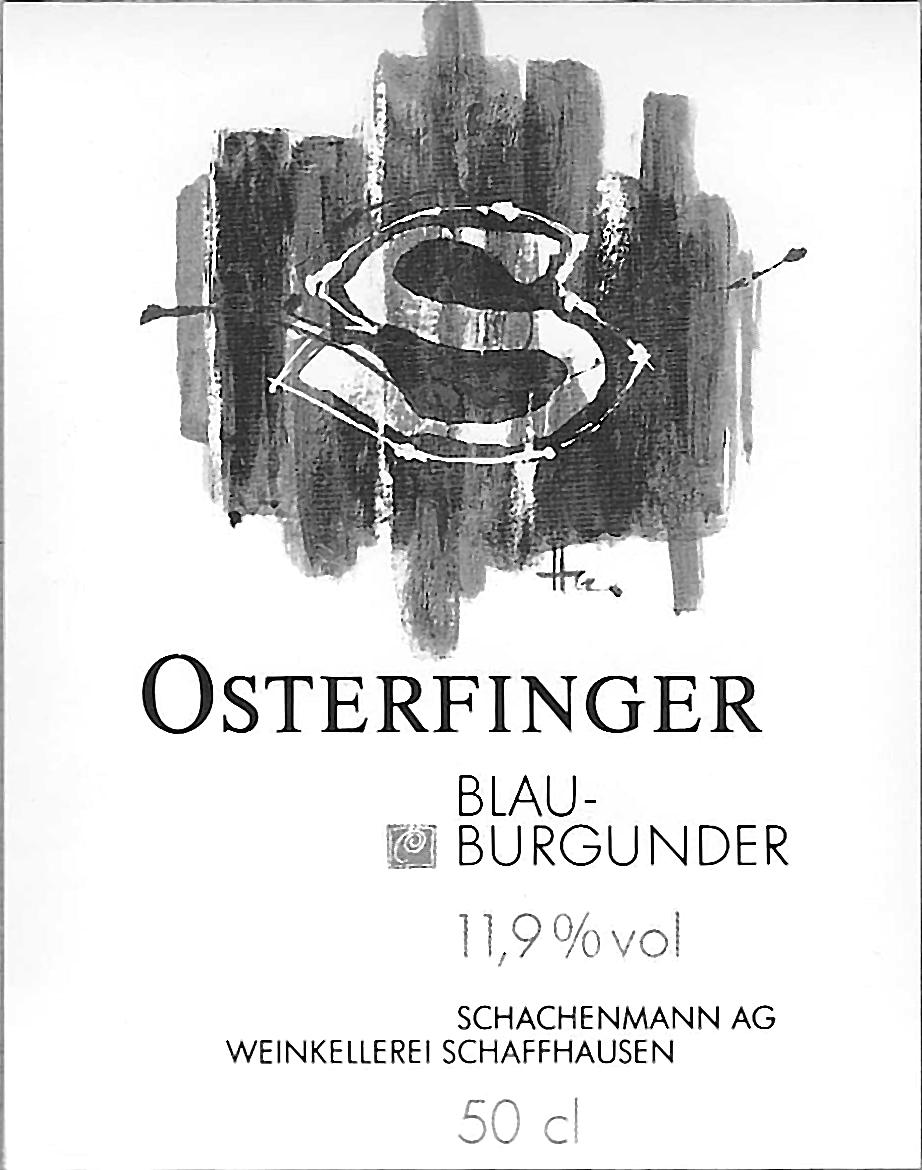 S
OSTERFINGER
BLAU-
BURGUNDER
11,9 % vol
SCHACHENMANN AG
WEINKELLEREI SCHAFFHAUSEN
50 cl